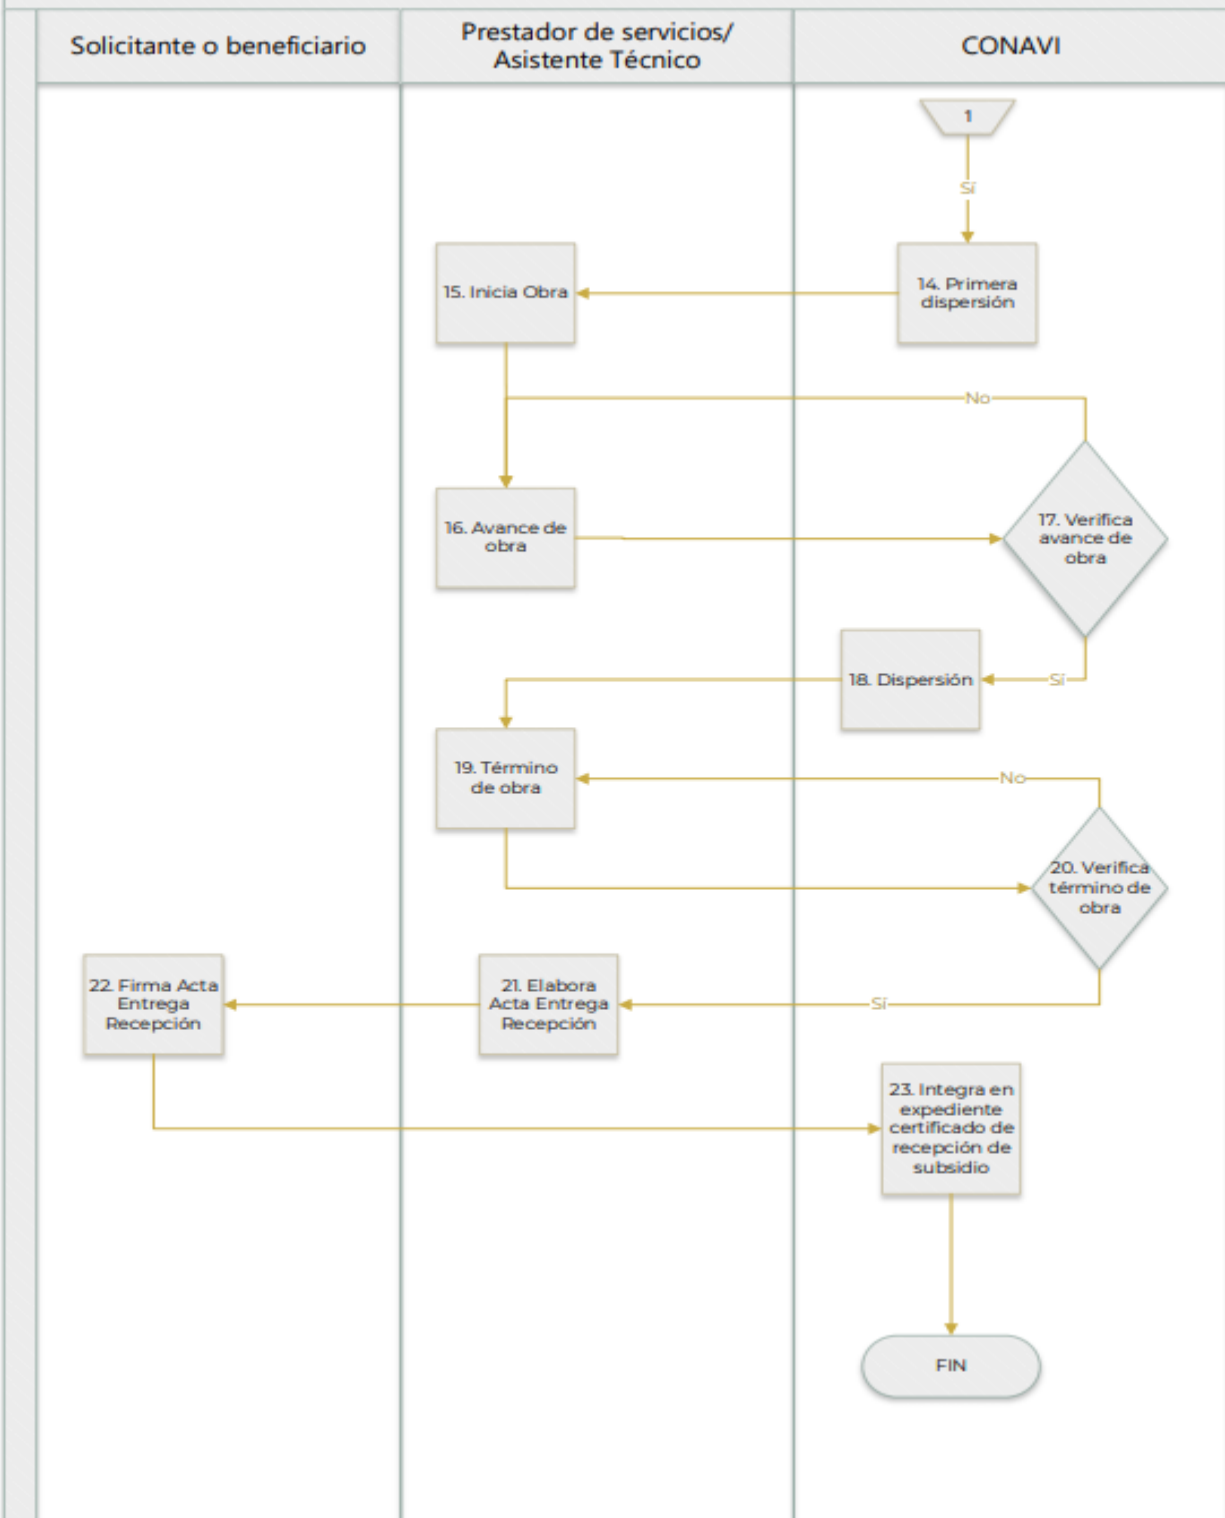 Solicitante o beneficiario
Prestador de servicios/
Asistente Técnico
CONAVI
1
Sí
14. Primera
dispersión
15. Inicia Obra
No
16. Avance de
obra
17. Verifica
avance de
obra
Sí
18. Dispersión
19. Término
de obra
No
20. Verifica
término de
obra
Sí
21. Elabora
Acta Entrega
Recepción
22. Firma Acta
Entrega
Recepción
23. Integra en
expediente
certificado de
recepción de
subsidio
FIN